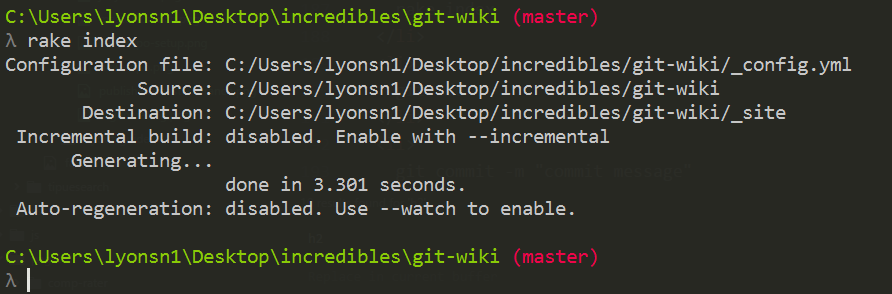 C:\Users\lyonsn1\Desktop\incredibles\git-wiki (master)
λ rake index
Configuration file: C:/Users/lyonsn1/Desktop/incredibles/git-wiki/_config.yml
Source: C:/Users/lyonsn1/Desktop/incredibles/git-wiki
Destination: C:/Users/lyonsn1/Desktop/incredibles/git-wiki/_site
Incremental build: disabled. Enable with --incremental
Generating...
done in 3.301 seconds.
Auto-regeneration: disabled. Use --watch to enable.
C:\Users\lyonsn1\Desktop\incredibles\git-wiki (master)
λ